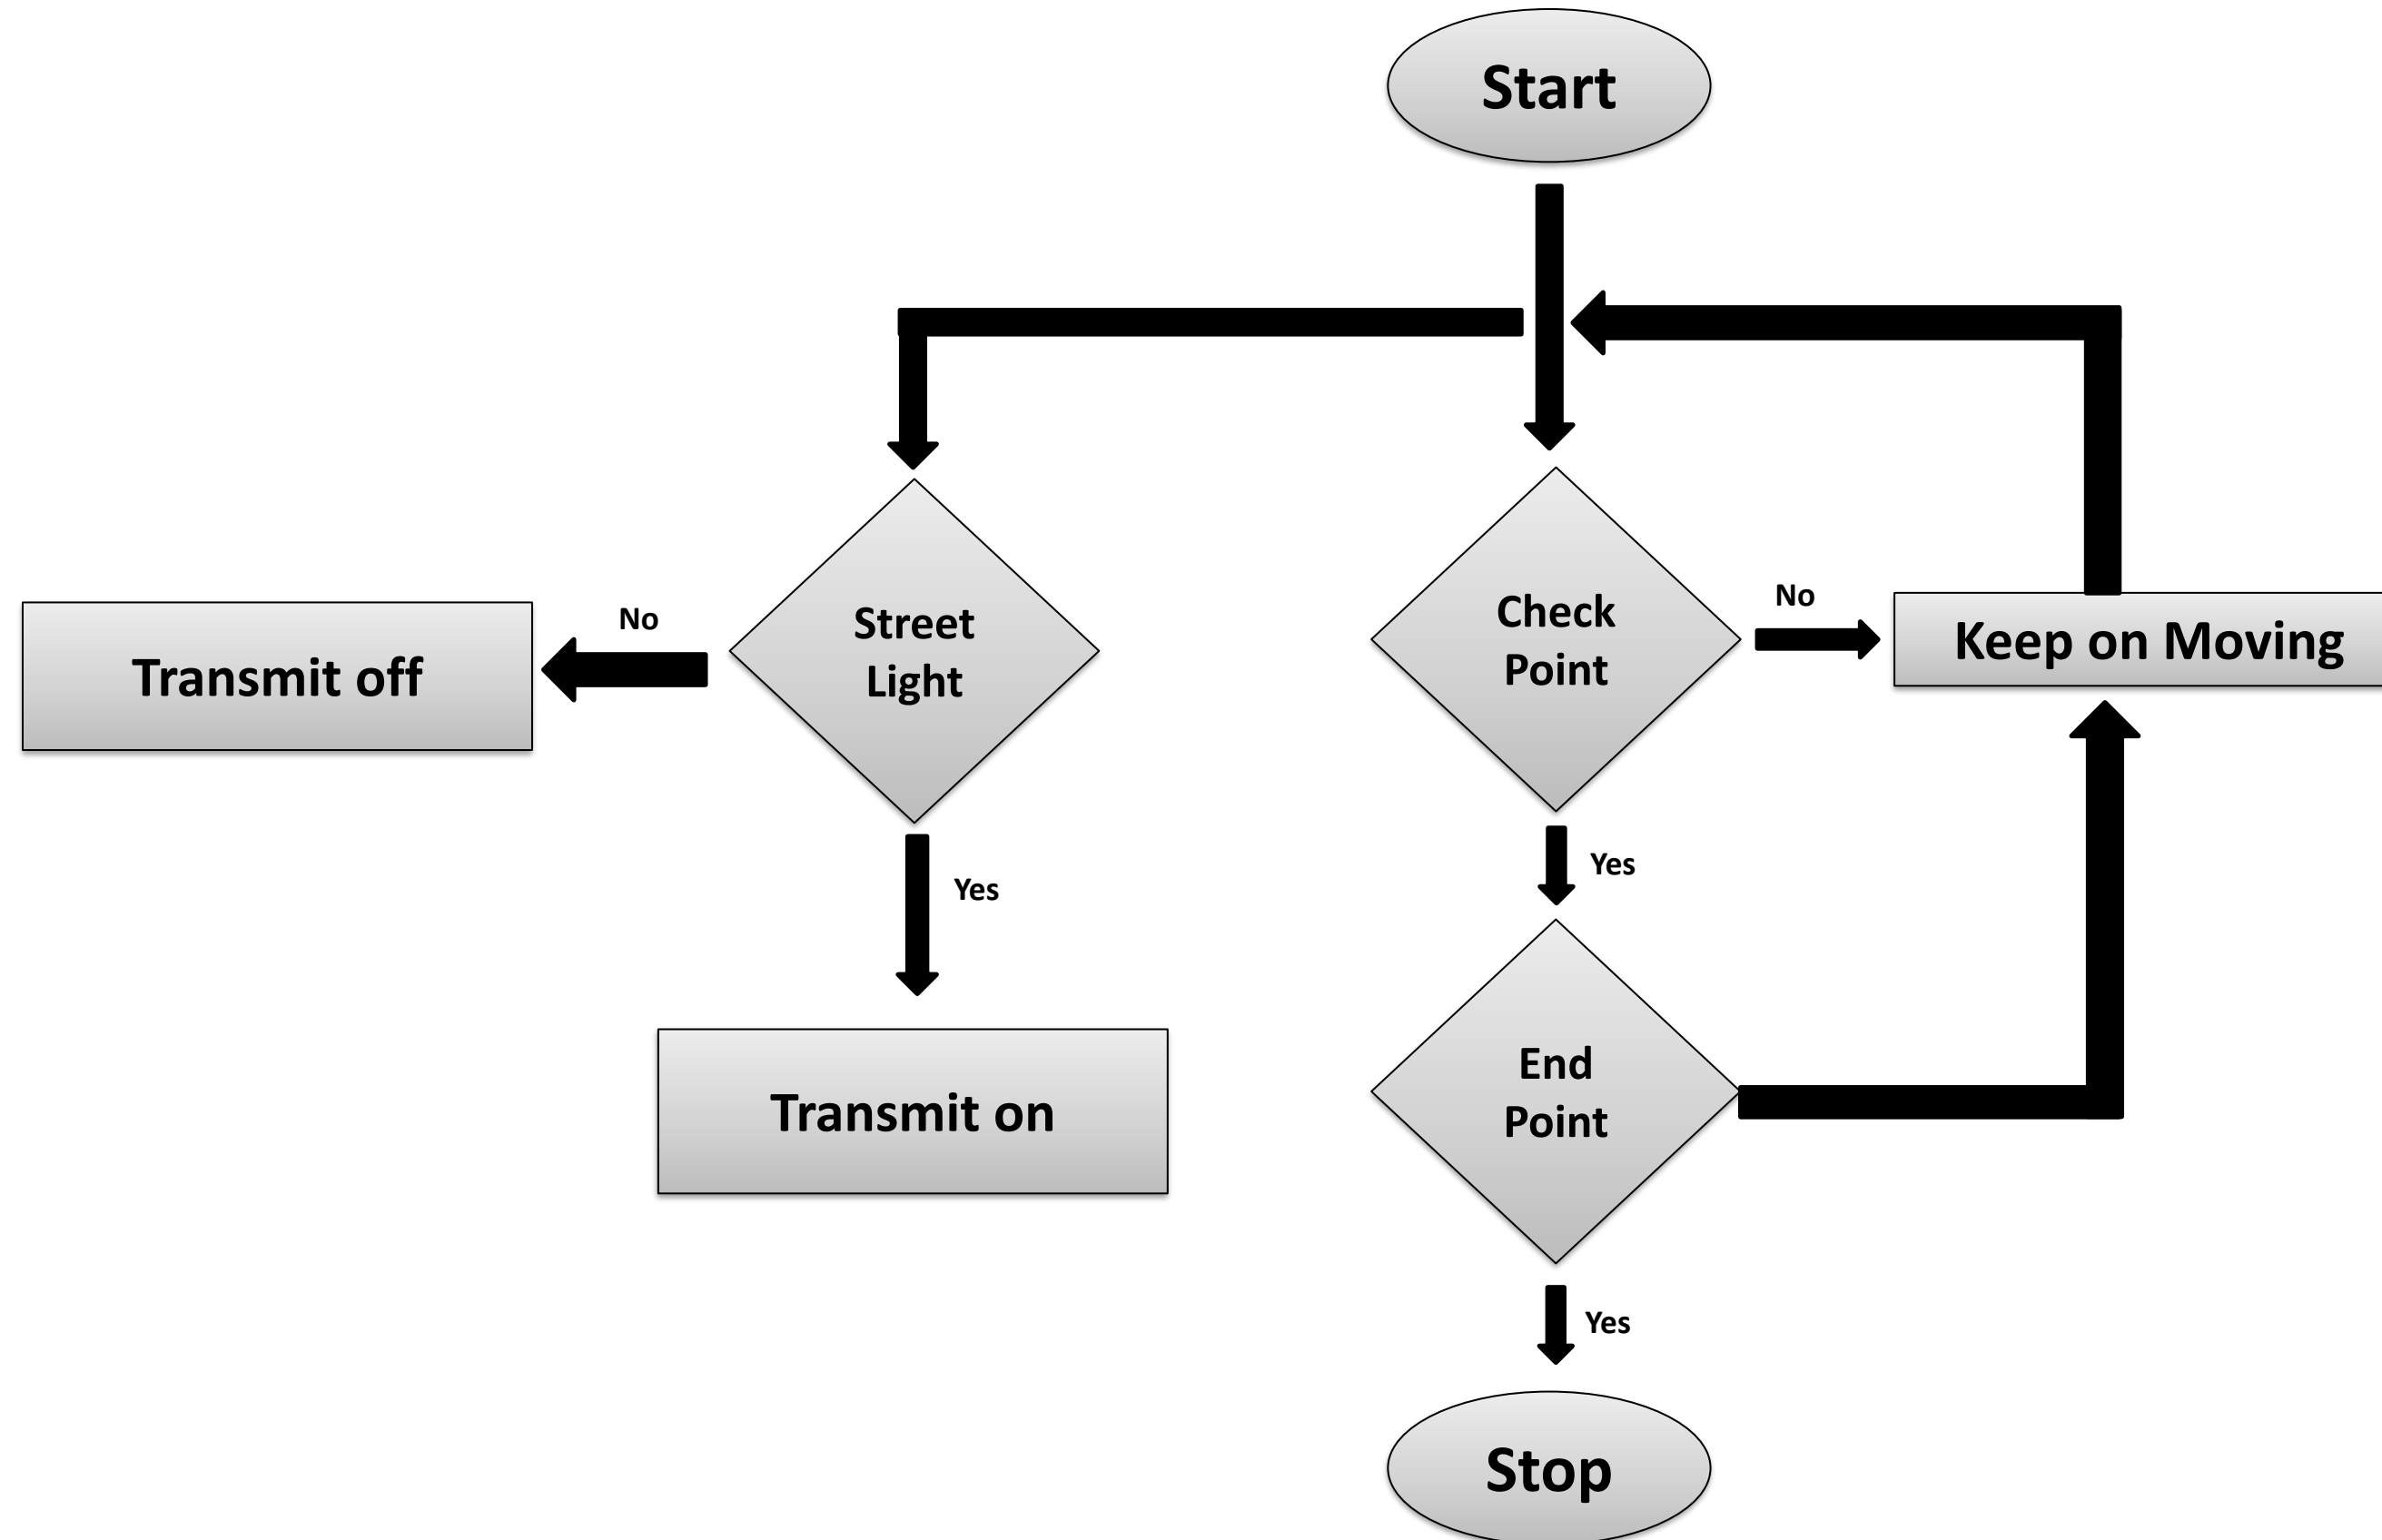 Start
Street
Light
Check
Point
No
Keep on Moving
No
Transmit off
Yes
Yes
End
Point
Transmit on
Yes
Stop